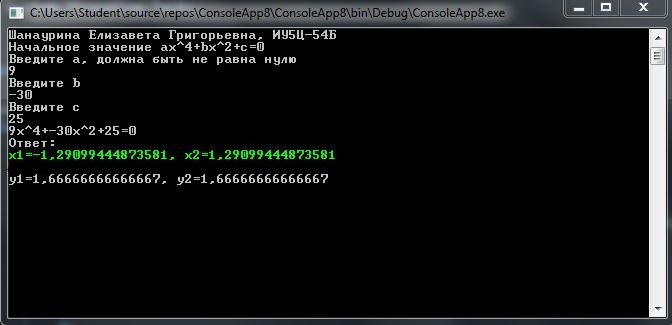 C:\Users\Student\source\repos\ConsoleApp8\ConsoleApp8\bin\Debug\ConsoleApp8.exe
Шанаурина Елизавета Григорьевна, ИУ5Ц-54Б
Начальное значение ax^4+bx^2+c=0
Введите а, должна быть не равна нулю
9
Введите b
-30
Введите с
25
9x^4+-30x^2+25=0
Ответ:
x1=-1,29099444873581, x2=1,29099444873581
y1=1,66666666666667, y2=1,66666666666667